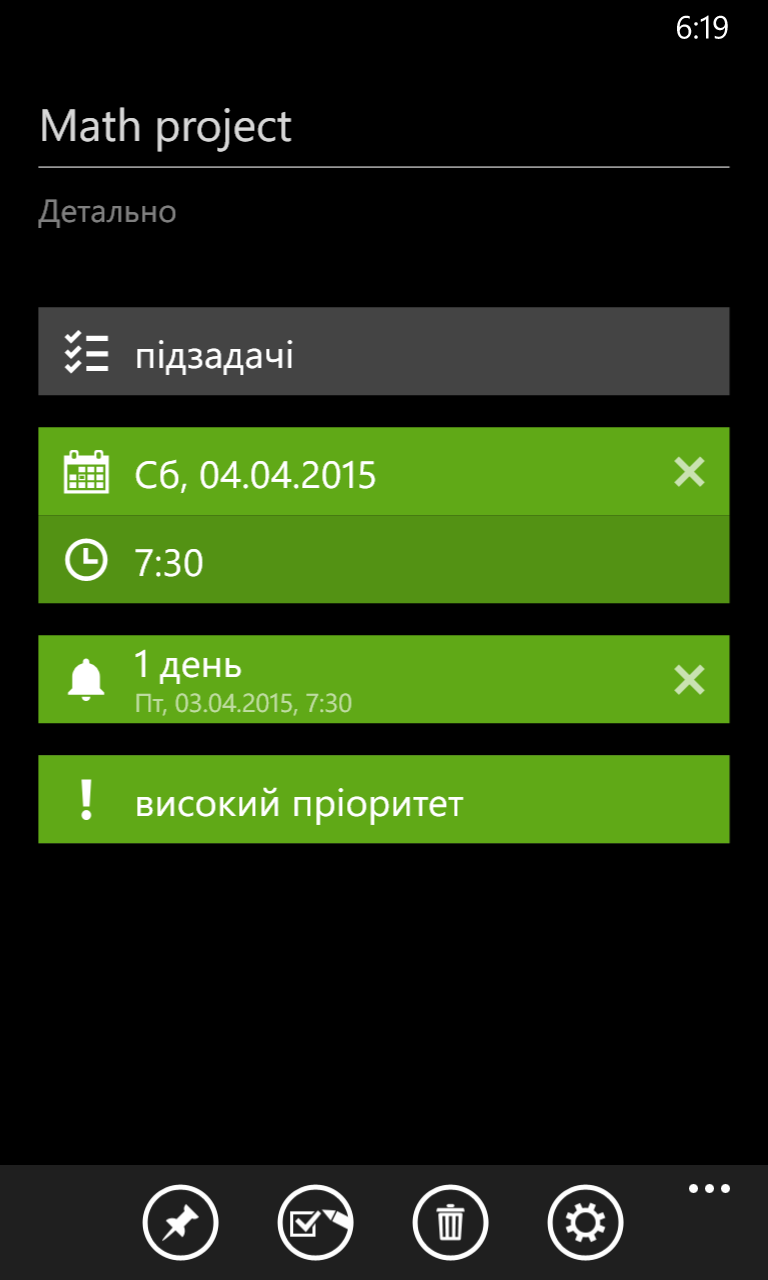 6:19
Math project
Детально
підзадачі
Сб, 04.04.2015
7:30
1 день
Пт, 03.04.2015, 7:30
високий пріоритет